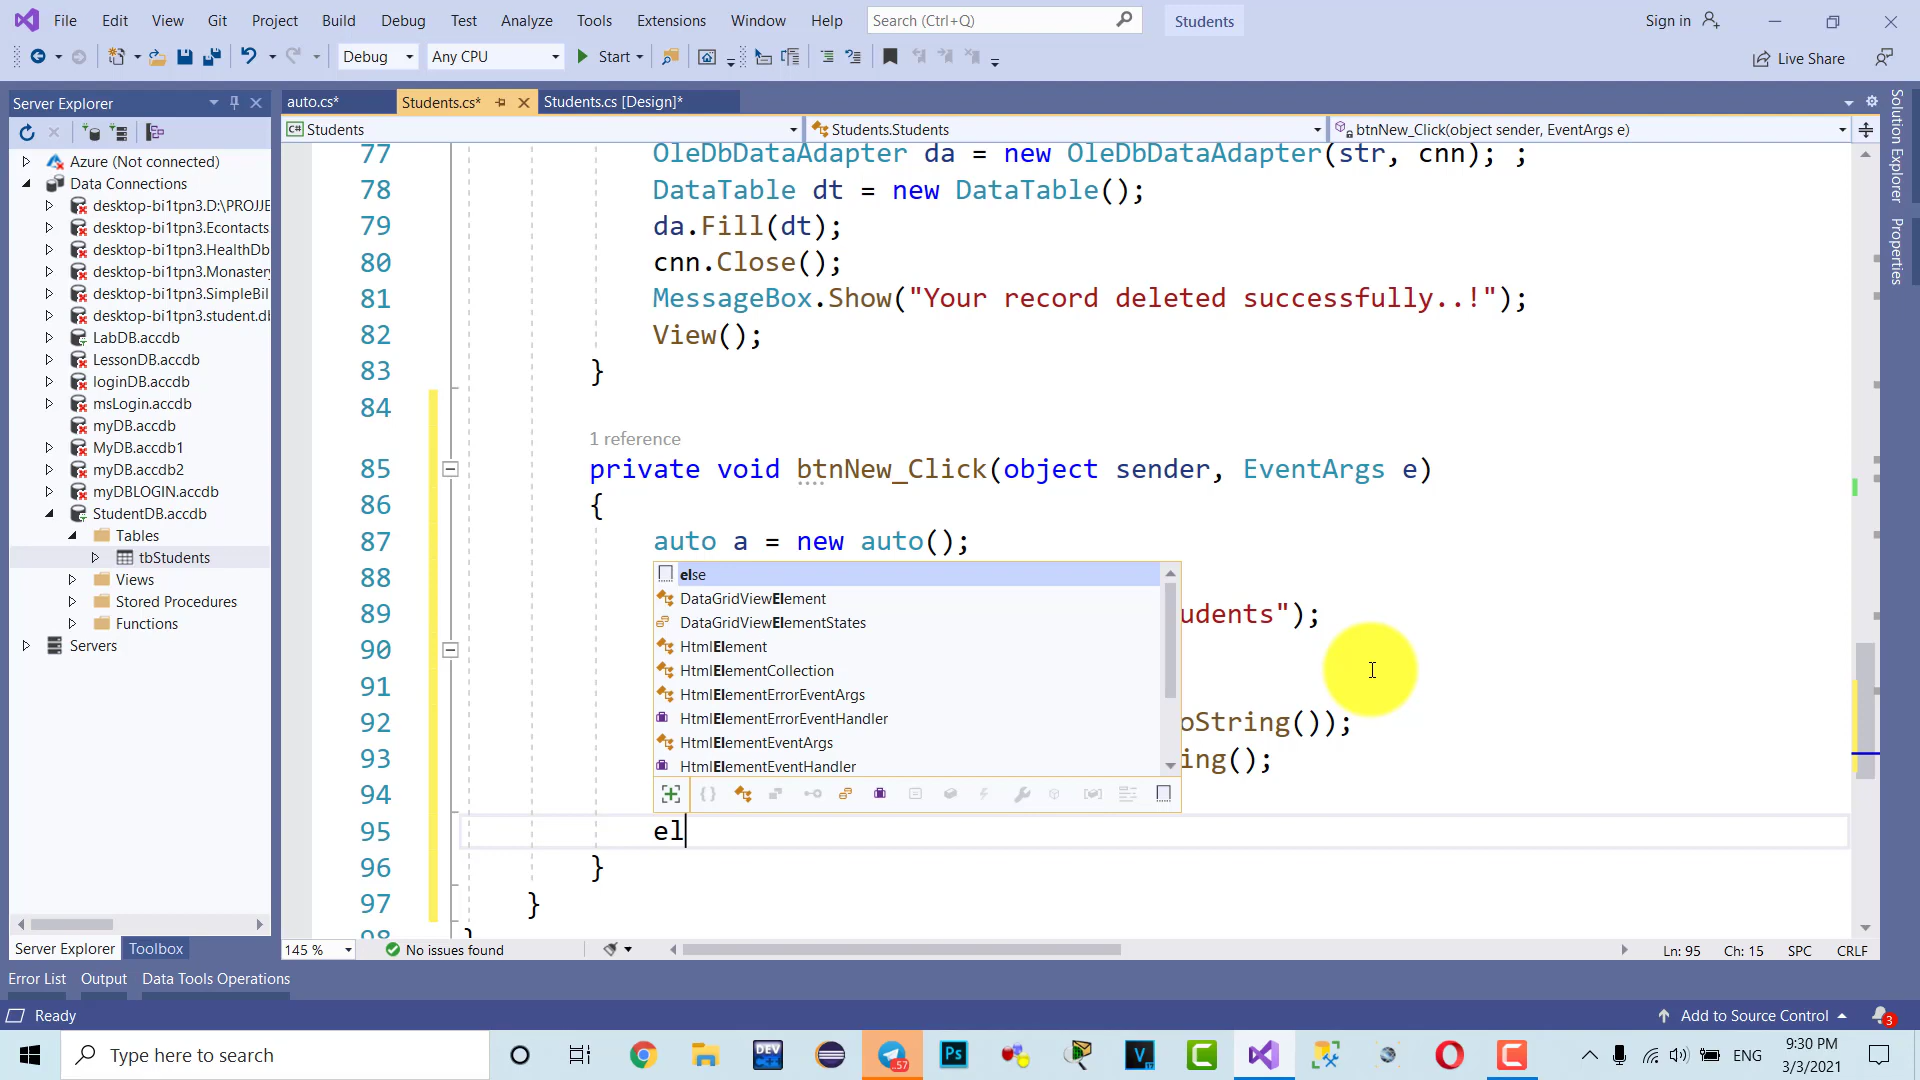 File Edit View Git Project Build Debug Test Analyze Tools Extensions Window Help Search (Ctrl+Q) Students Sign in
Debug Any CPU Start Live Share
Server Explorer
auto.cs* Students.cs* Students.cs [Design]*
C# Students Students.Students btnNew_Click(object sender, EventArgs e)
Azure (Not connected)
Data Connections
desktop-bi1tpn3.D:\PROJJE
desktop-bi1tpn3.Econtacts
desktop-bi1tpn3.HealthDb
desktop-bi1tpn3.Monastery
desktop-bi1tpn3.SimpleBil
desktop-bi1tpn3.student.db
LabDB.accdb
LessonDB.accdb
loginDB.accdb
msLogin.accdb
myDB.accdb
MyDB.accdb1
myDB.accdb2
myDBLOGIN.accdb
StudentDB.accdb
Tables
tbStudents
Views
Stored Procedures
Functions
Servers
Server Explorer Toolbox
77 OleDbDataAdapter da = new OleDbDataAdapter(str, cnn); ;
78 DataTable dt = new DataTable();
79 da.Fill(dt);
80 cnn.Close();
81 MessageBox.Show("Your record deleted successfully..!");
82 View();
83 }
84
1 reference
85 private void btnNew_Click(object sender, EventArgs e)
86 {
87 auto a = new auto();
88
89 udents");
90
91
92 oString());
93 ing();
94
95 el
96 }
97 }
98 }
else
DataGridViewElement
DataGridViewElementStates
HtmlElement
HtmlElementCollection
HtmlElementErrorEventArgs
HtmlElementErrorEventHandler
HtmlElementEventArgs
HtmlElementEventHandler
Solution Explorer
Properties
145 % No issues found Ln: 95 Ch: 15 SPC CRLF
Error List Output Data Tools Operations
Ready Add to Source Control 3
Type here to search
DEV
57
Ps
V
C
C
ENG
9:30 PM
3/3/2021